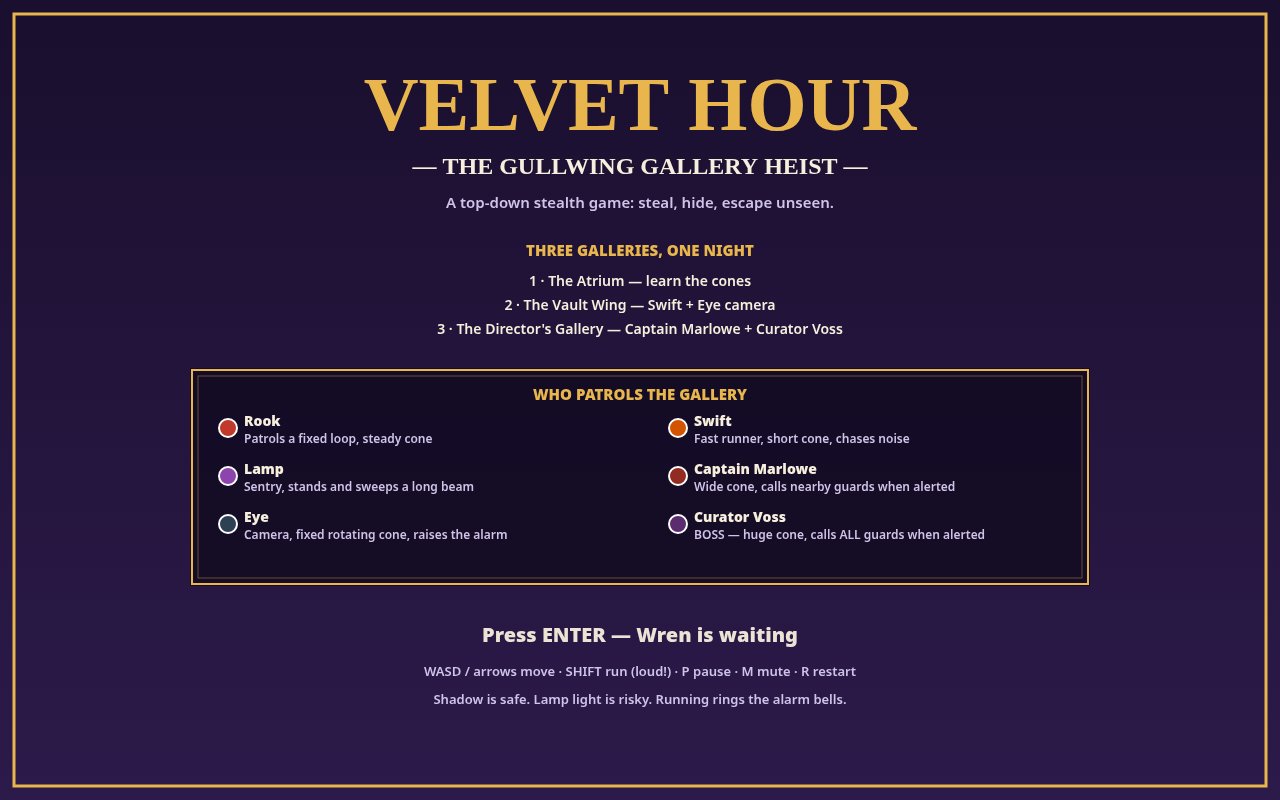 VELVET HOUR
— THE GULLWING GALLERY HEIST —
A top-down stealth game: steal, hide, escape unseen.
THREE GALLERIES, ONE NIGHT
1 · The Atrium — learn the cones
2 · The Vault Wing — Swift + Eye camera
3 · The Director's Gallery — Captain Marlowe + Curator Voss
WHO PATROLS THE GALLERY
Rook
Patrols a fixed loop, steady cone
Swift
Fast runner, short cone, chases noise
Lamp
Sentry, stands and sweeps a long beam
Captain Marlowe
Wide cone, calls nearby guards when alerted
Eye
Camera, fixed rotating cone, raises the alarm
Curator Voss
BOSS — huge cone, calls ALL guards when alerted
Press ENTER — Wren is waiting
WASD / arrows move · SHIFT run (loud!) · P pause · M mute · R restart
Shadow is safe. Lamp light is risky. Running rings the alarm bells.